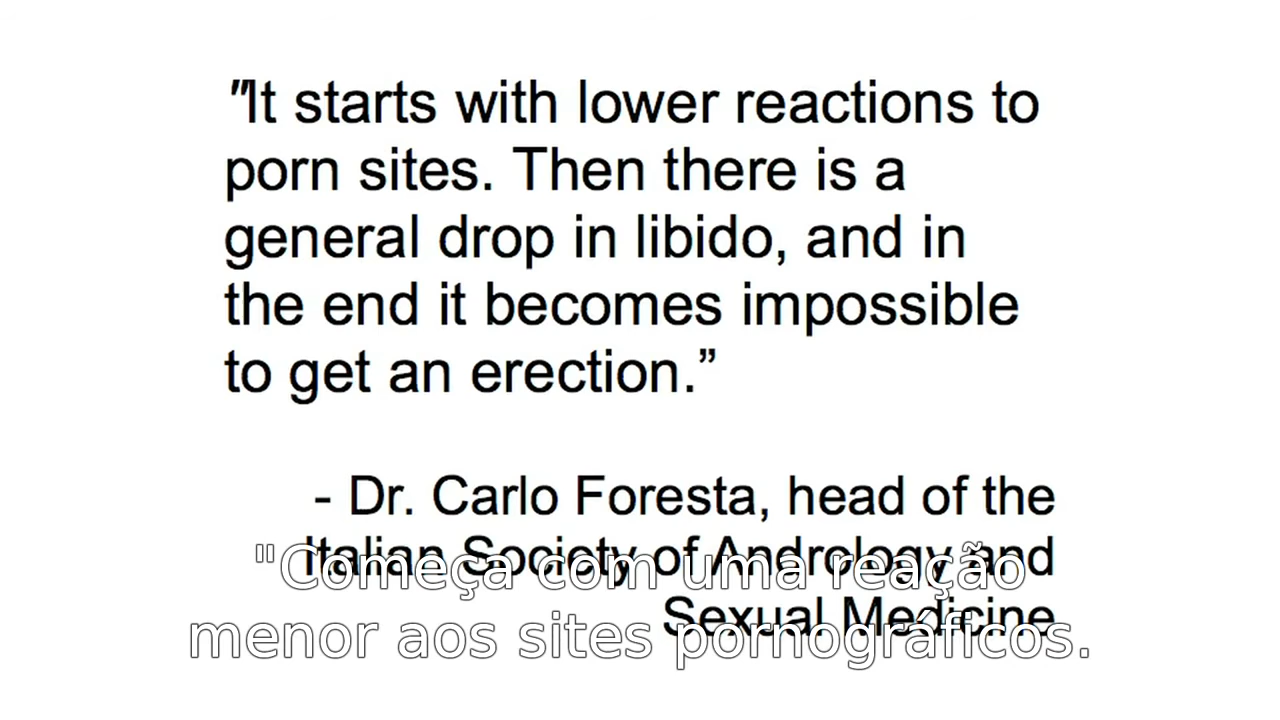 "It starts with lower reactions to
porn sites. Then there is a
general drop in libido, and in
the end it becomes impossible
to get an erection.”
- Dr. Carlo Foresta, head of the
Italian Society of Andrology and
Sexual Medicine
"Começa com uma reação
menor aos sites pornográficos.